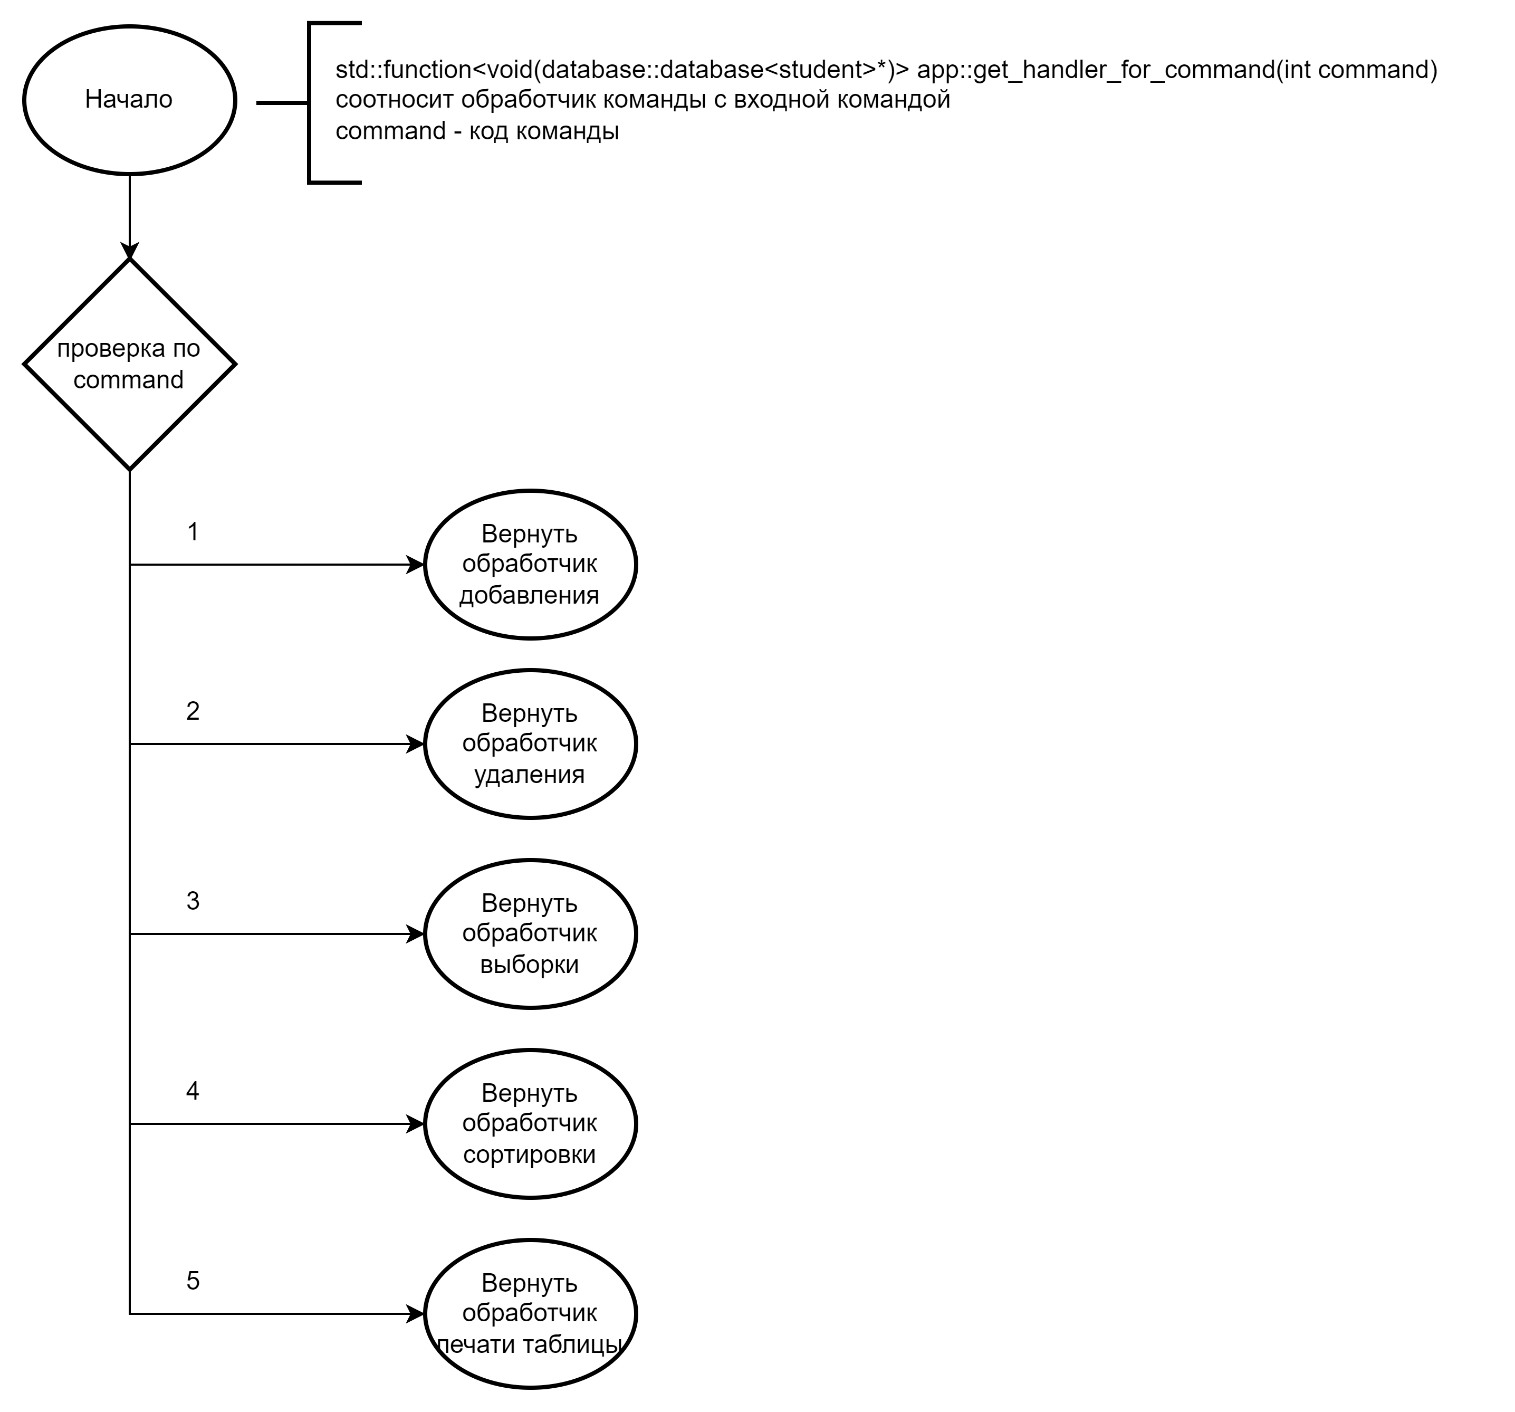 Начало
std::function<void(database::database<student>*)> app::get_handler_for_command(int command)
соотносит обработчик команды с входной командой
command - код команды
проверка по
command
1
Вернуть
обработчик
добавления
2
Вернуть
обработчик
удаления
3
Вернуть
обработчик
выборки
4
Вернуть
обработчик
сортировки
5
Вернуть
обработчик
печати таблицы